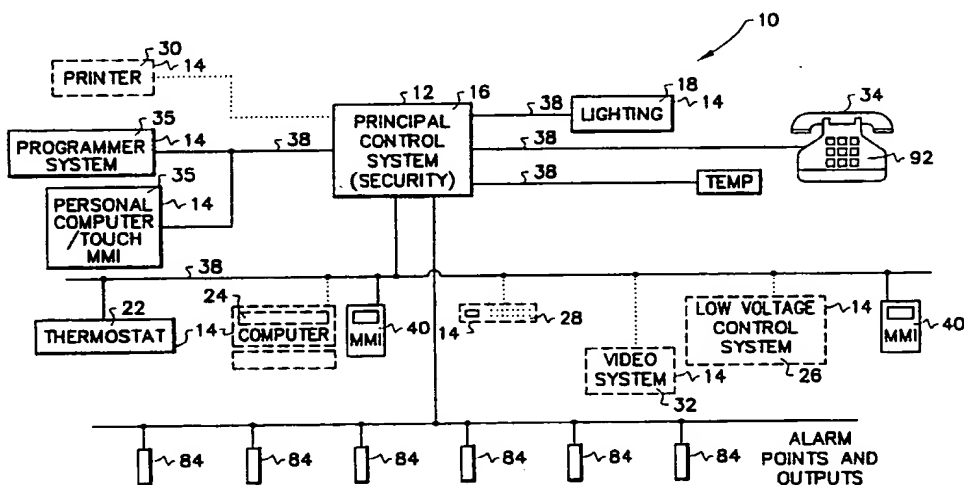 10
30
14
PRINTER
12
16
PRINCIPAL
CONTROL
SYSTEM
(SECURITY)
38
18
LIGHTING
14
34
92
38
38
TEMP
35
14
PROGRAMMER
SYSTEM
38
35
14
PERSONAL
COMPUTER
/TOUCH
MMI
38
22
THERMOSTAT
14
24
COMPUTER
MMI
40
14
28
VIDEO
SYSTEM
14
32
LOW VOLTAGE
CONTROL
SYSTEM
14
26
MMI
40
84
84
84
84
84
84
ALARM
POINTS AND
OUTPUTS